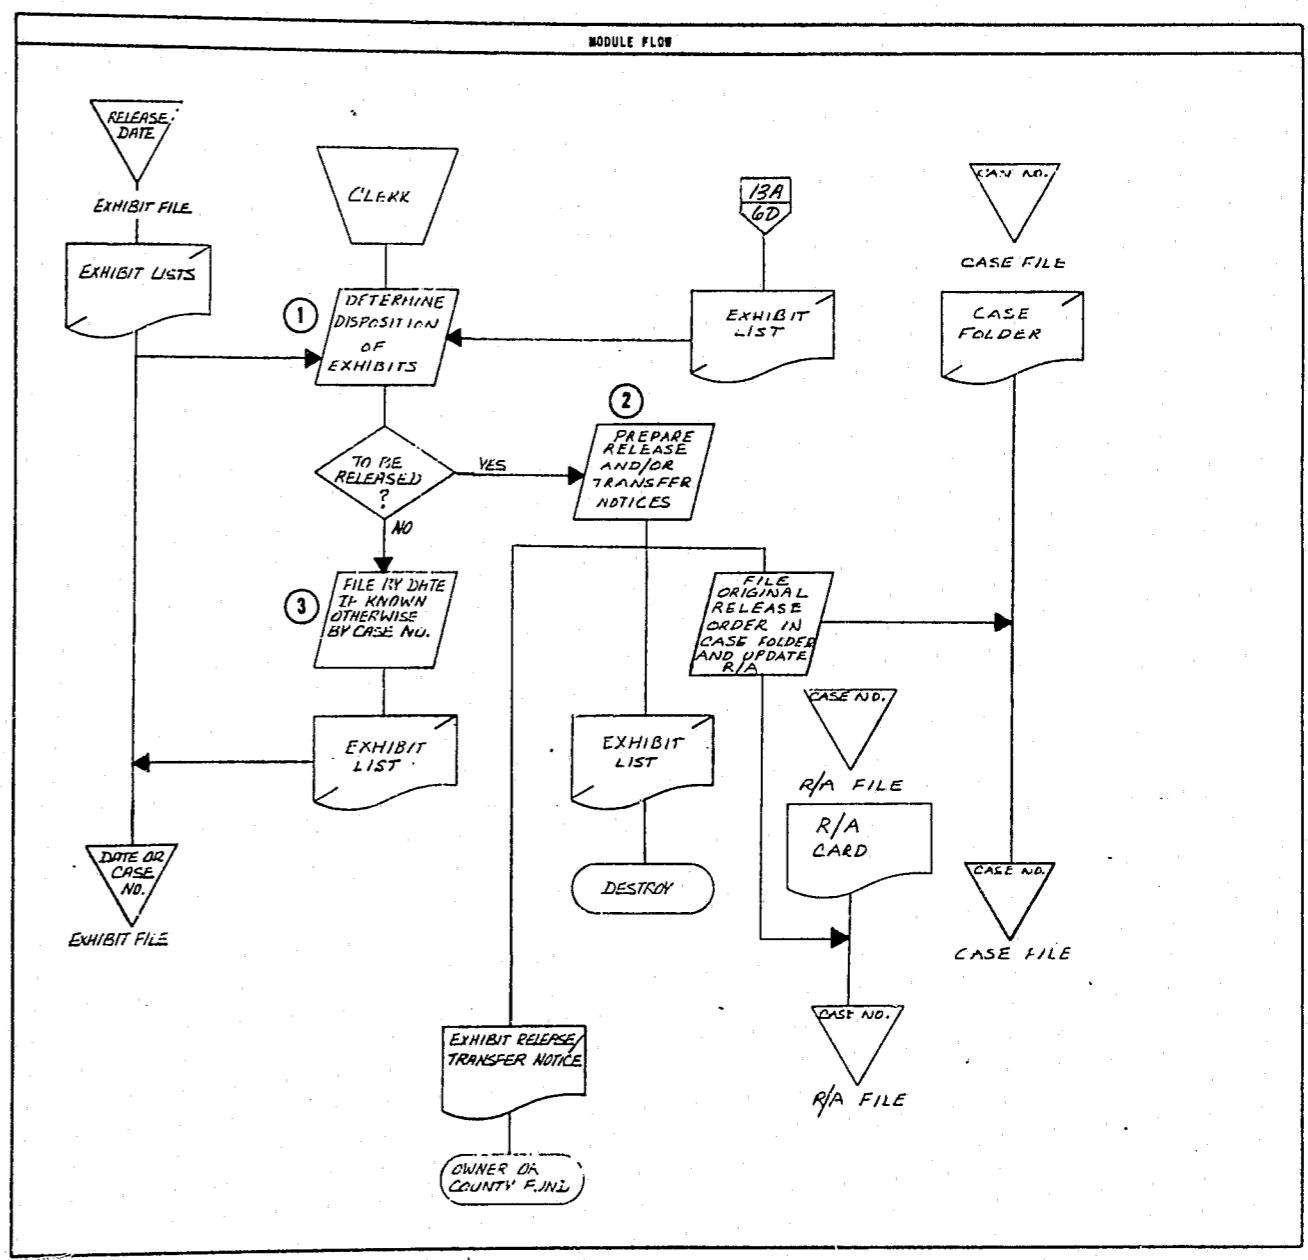 MODULE FLOW
RELEASE
DATE
EXHIBIT FILE
EXHIBIT LISTS
CLERK
1
DETERMINE
DISPOSITION
OF
EXHIBITS
13A
6D
EXHIBIT
LIST
NO.
CASE FILE
CASE
FOLDER
TO BE
RELEASED
?
YES
NO
2
PREPARE
RELEASE
AND/OR
TRANSFER
NOTICES
3
FILE BY DATE
IF KNOWN
OTHERWISE
BY CASE NO.
FILE
ORIGINAL
RELEASE
ORDER IN
CASE FOLDER
AND UPDATE
R/A
EXHIBIT
LIST
EXHIBIT
LIST
CASE NO.
R/A FILE
R/A
CARD
DATE OR
CASE
NO.
EXHIBIT FILE
DESTROY
CASE NO.
CASE FILE
CASE NO.
R/A FILE
EXHIBIT RELEASE/
TRANSFER NOTICE
OWNER OR
COUNTY